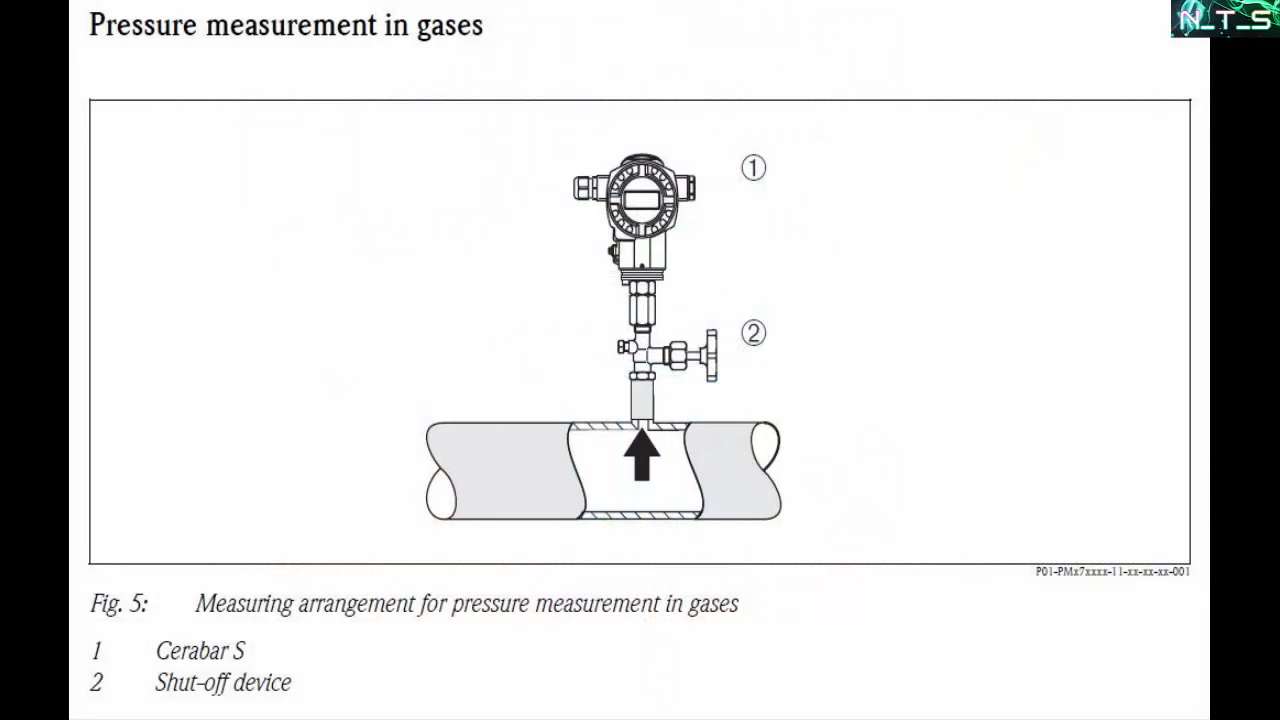 Pressure measurement in gases
N_T_S
1
2
P01-PMx7xxxx-11-xx-xx-xx-001
Fig. 5: Measuring arrangement for pressure measurement in gases
1 Cerabar S
2 Shut-off device